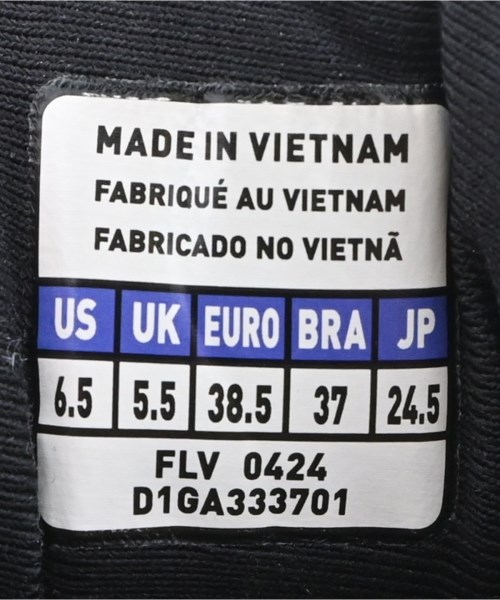 MADE IN VIETNAM
FABRIQUÉ AU VIETNAM
FABRICADO NO VIETNÃ
US UK EURO BRA JP
6.5 5.5 38.5 37 24.5
FLV 0424
D1GA333701